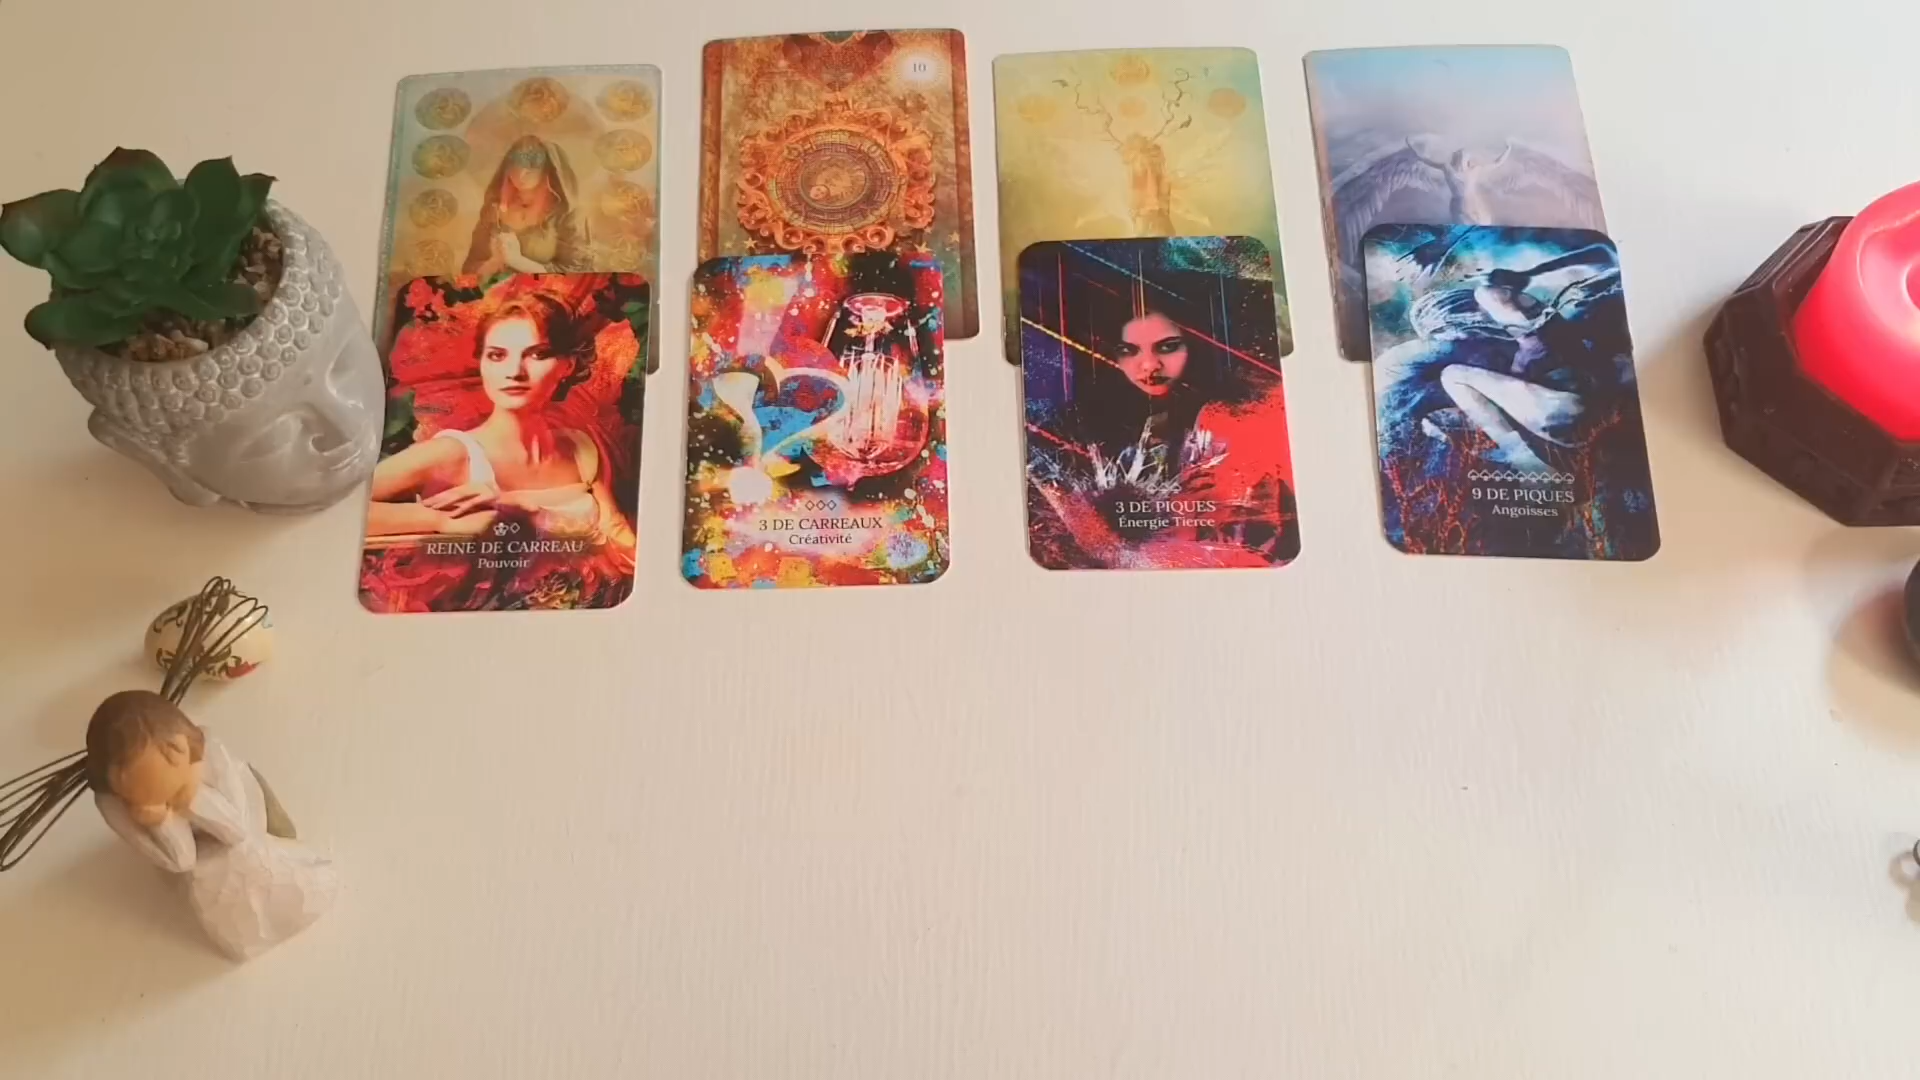 10
REINE DE CARREAU
Pouvoir
3 DE CARREAUX
Créativité
3 DE PIQUES
Énergie Tierce
9 DE PIQUES
Angoisses